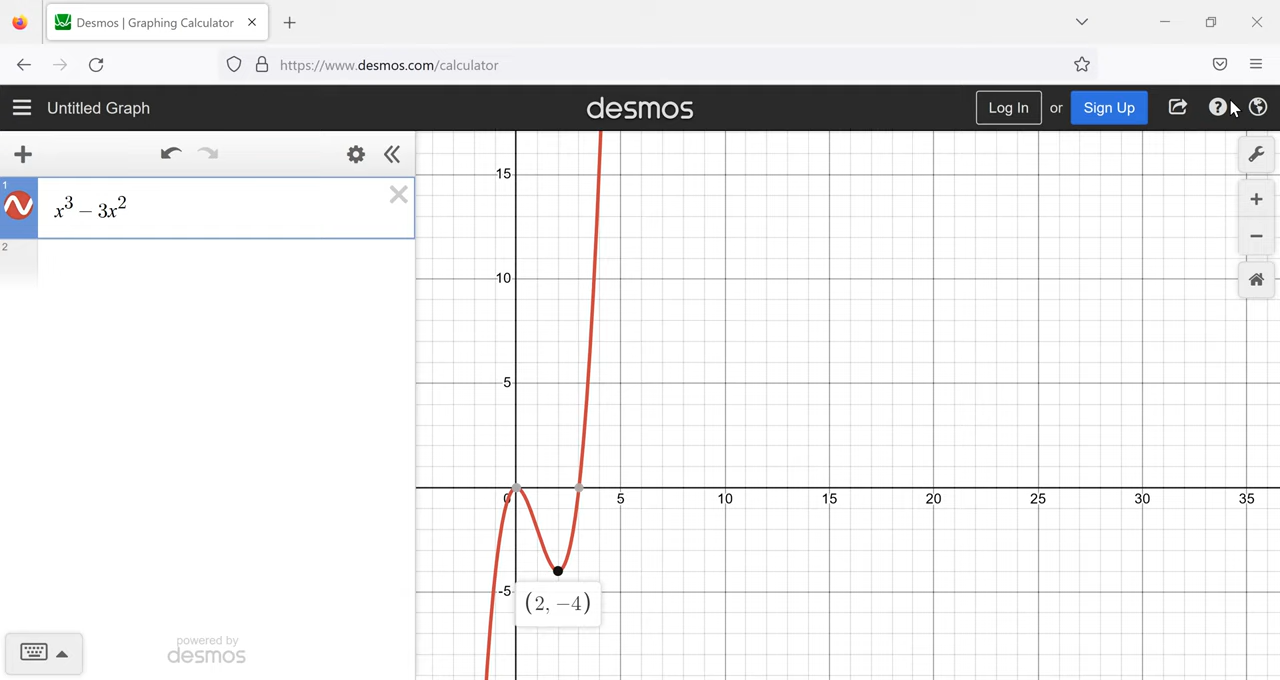 Desmos | Graphing Calculator
https://www.desmos.com/calculator
Untitled Graph
desmos
Log In or Sign Up
1
x³ − 3x²
2
15
10
5
0 5 10 15 20 25 30 35
-5
(2, −4)
powered by
desmos